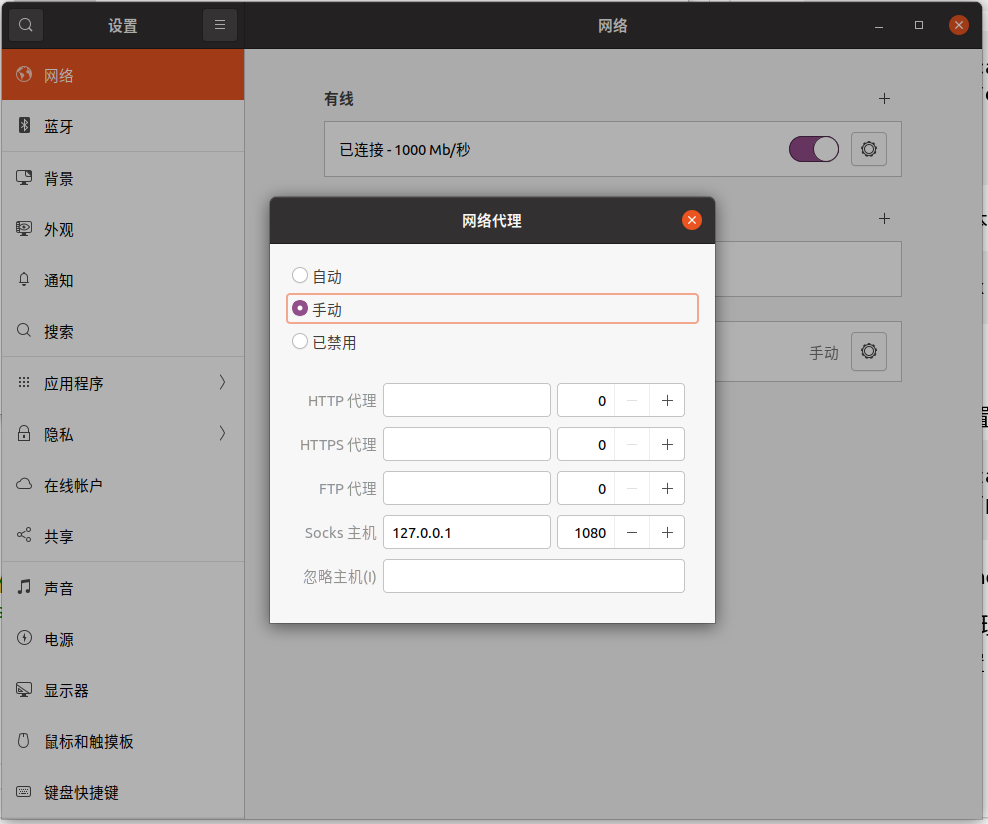 设置
网络
网络
蓝牙
背景
外观
通知
搜索
应用程序
隐私
在线帐户
共享
声音
电源
显示器
鼠标和触摸板
键盘快捷键
有线
已连接 - 1000 Mb/秒
手动
网络代理
自动
手动
已禁用
HTTP 代理 0
HTTPS 代理 0
FTP 代理 0
Socks 主机 127.0.0.1 1080
忽略主机(I)